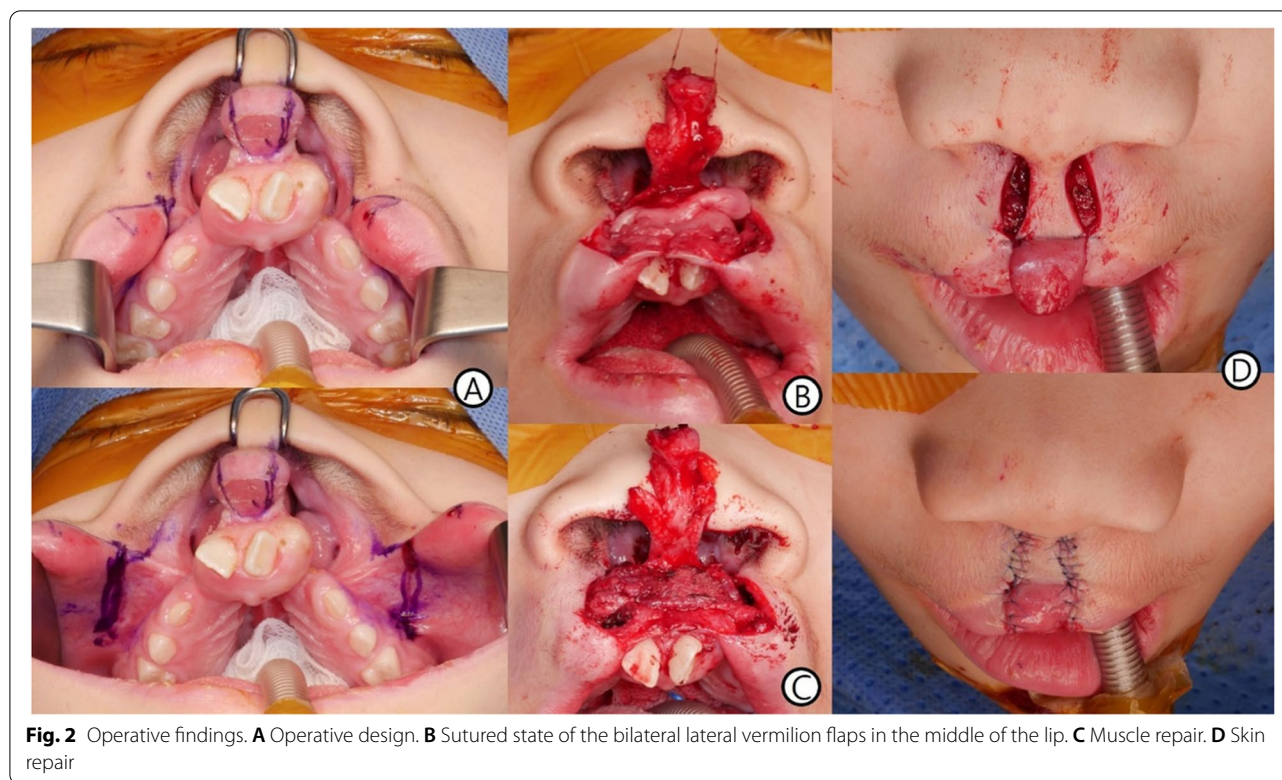 A
B
C
D
Fig. 2 Operative findings. A Operative design. B Sutured state of the bilateral lateral vermilion flaps in the middle of the lip. C Muscle repair. D Skin
repair